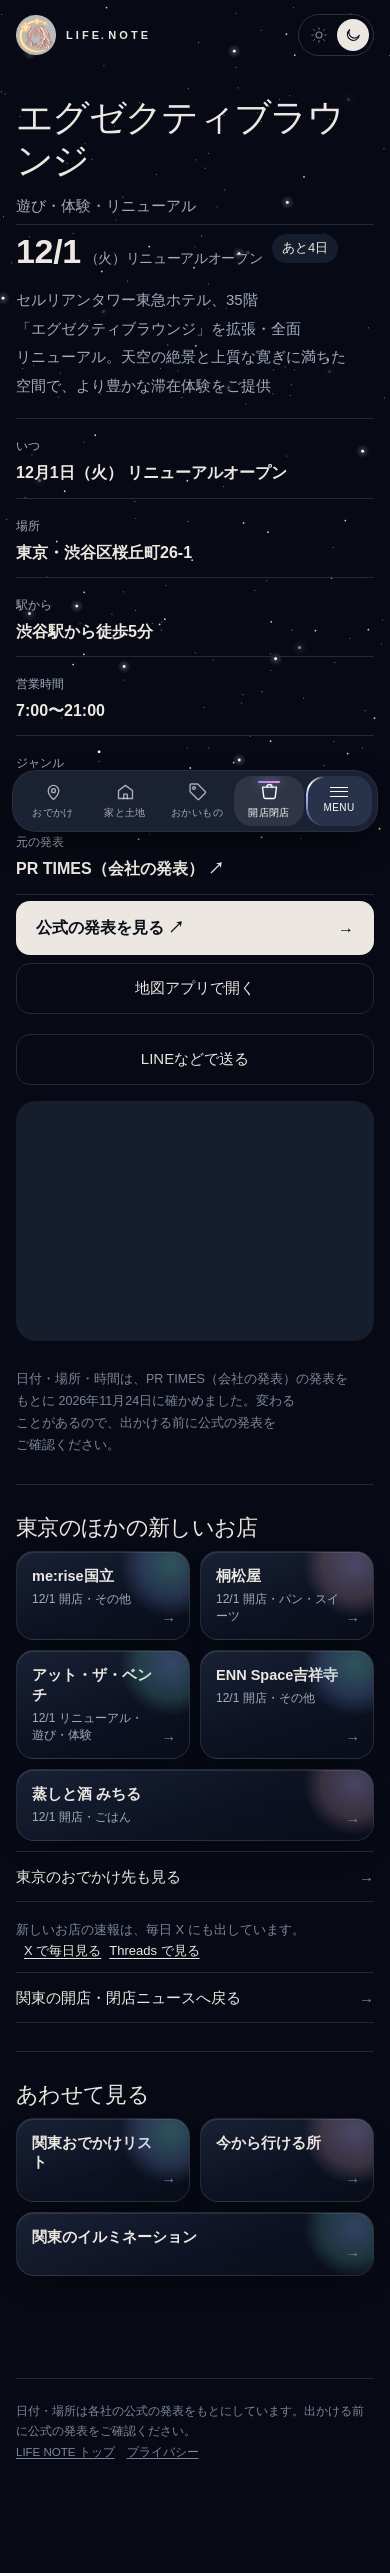 LIFE.NOTE
エグゼクティブラウ
ンジ
遊び・体験・リニューアル
12/1 （火）リニューアルオープン あと4日
セルリアンタワー東急ホテル、35階
「エグゼクティブラウンジ」を拡張・全面
リニューアル。天空の絶景と上質な寛ぎに満ちた
空間で、より豊かな滞在体験をご提供
いつ
12月1日（火） リニューアルオープン
場所
東京・渋谷区桜丘町26-1
駅から
渋谷駅から徒歩5分
営業時間
7:00〜21:00
ジャンル
おでかけ 家と土地 おかいもの 開店閉店 MENU
元の発表
PR TIMES（会社の発表） ↗
公式の発表を見る ↗ →
地図アプリで開く
LINEなどで送る
日付・場所・時間は、PR TIMES（会社の発表）の発表を
もとに 2026年11月24日に確かめました。変わる
ことがあるので、出かける前に公式の発表を
ご確認ください。
東京のほかの新しいお店
me:rise国立
12/1 開店・その他
→
桐松屋
12/1 開店・パン・スイ
ーツ
→
アット・ザ・ベン
チ
12/1 リニューアル・
遊び・体験
→
ENN Space吉祥寺
12/1 開店・その他
→
蒸しと酒 みちる
12/1 開店・ごはん
→
東京のおでかけ先も見る →
新しいお店の速報は、毎日 X にも出しています。
X で毎日見る Threads で見る
関東の開店・閉店ニュースへ戻る →
あわせて見る
関東おでかけリス
ト
→
今から行ける所
→
関東のイルミネーション
→
日付・場所は各社の公式の発表をもとにしています。出かける前
に公式の発表をご確認ください。
LIFE NOTE トップ プライバシー